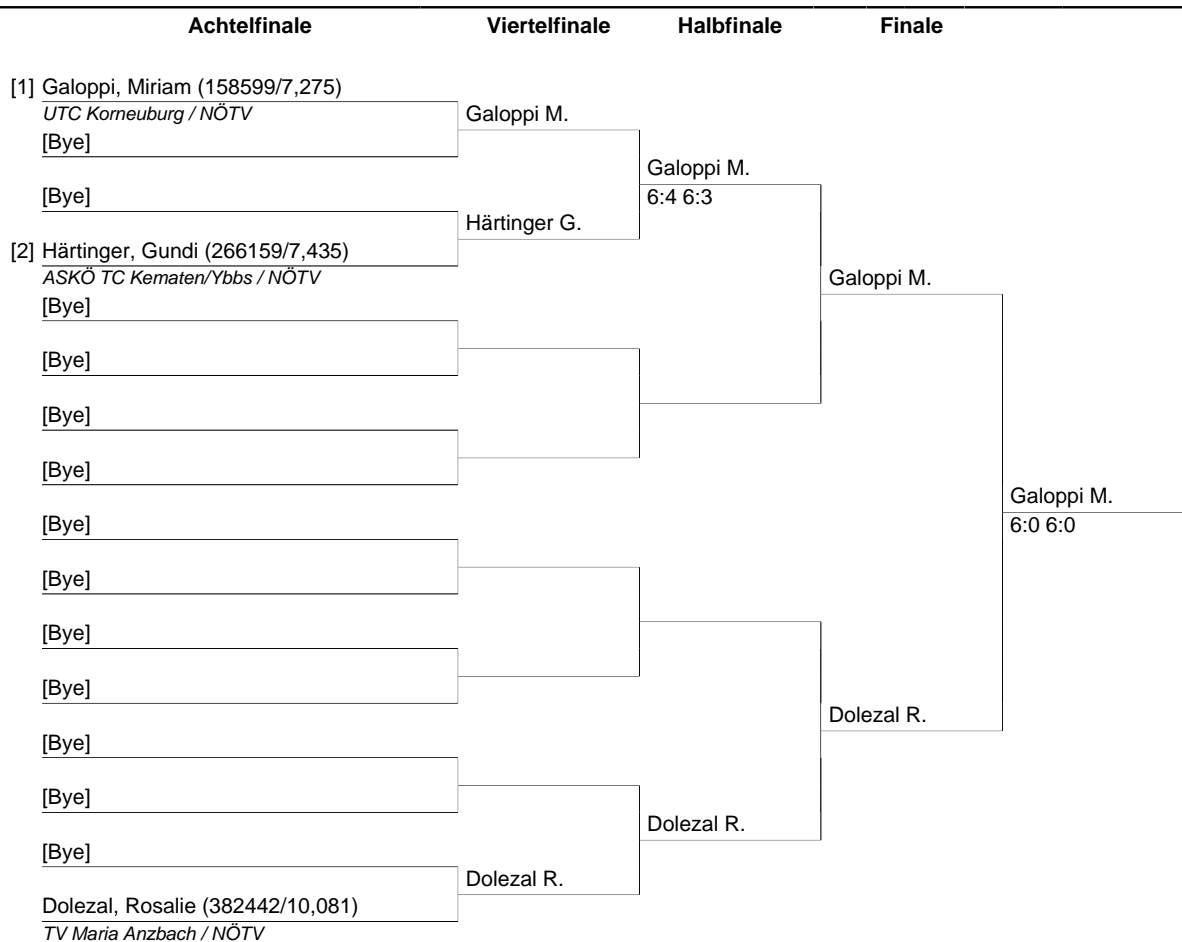 Achtelfinale Viertelfinale Halbfinale Finale
[1] Galoppi, Miriam (158599/7,275)
UTC Korneuburg / NÖTV
Galoppi M.
[Bye]
Galoppi M.
[Bye]
6:4 6:3
Härtinger G.
[2] Härtinger, Gundi (266159/7,435)
ASKÖ TC Kematen/Ybbs / NÖTV
Galoppi M.
[Bye]
[Bye]
[Bye]
[Bye]
Galoppi M.
[Bye]
6:0 6:0
[Bye]
[Bye]
[Bye]
Dolezal R.
[Bye]
[Bye]
Dolezal R.
[Bye]
Dolezal R.
Dolezal, Rosalie (382442/10,081)
TV Maria Anzbach / NÖTV